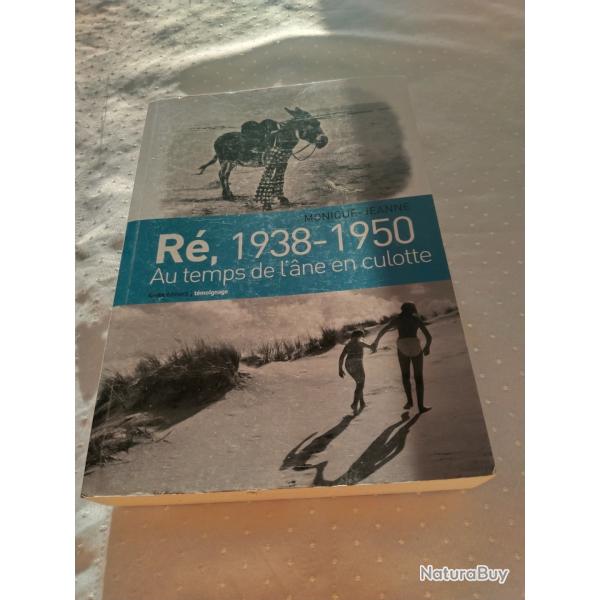 MONIQUE-JEANNE
Ré, 1938-1950
Au temps de l'âne en culotte
témoignage
NaturaBuy